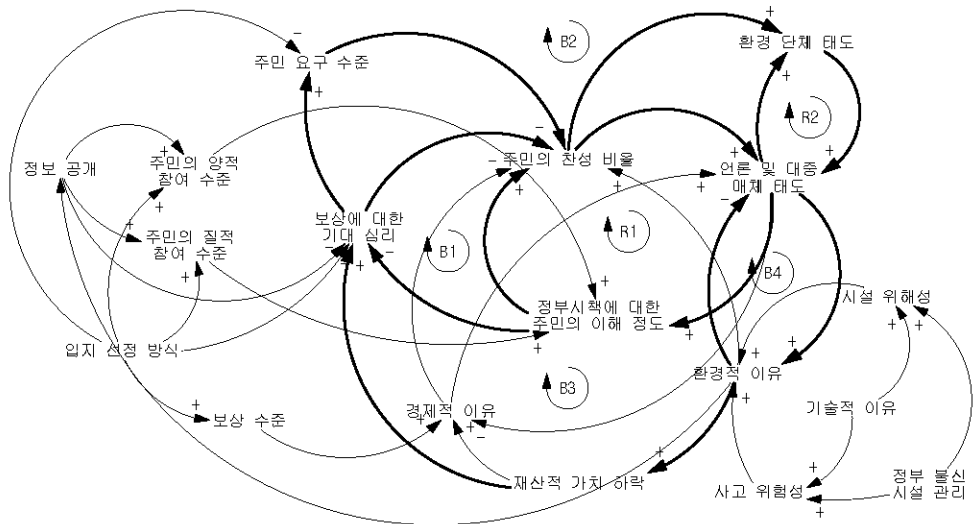 B2
환경 단체 태도
주민 요구 수준
R2
정보 공개
주민의 양적
참여 수준
주민의 찬성 비율
언론 및 대중
매체 태도
보상에 대한
기대 심리
주민의 질적
참여 수준
B1
R1
B4
정부시책에 대한
주민의 이해 정도
시설 위해성
입지 선정 방식
환경적 이유
B3
보상 수준
경제적 이유
기술적 이유
재산적 가치 하락
사고 위험성
정부 불신
시설 관리